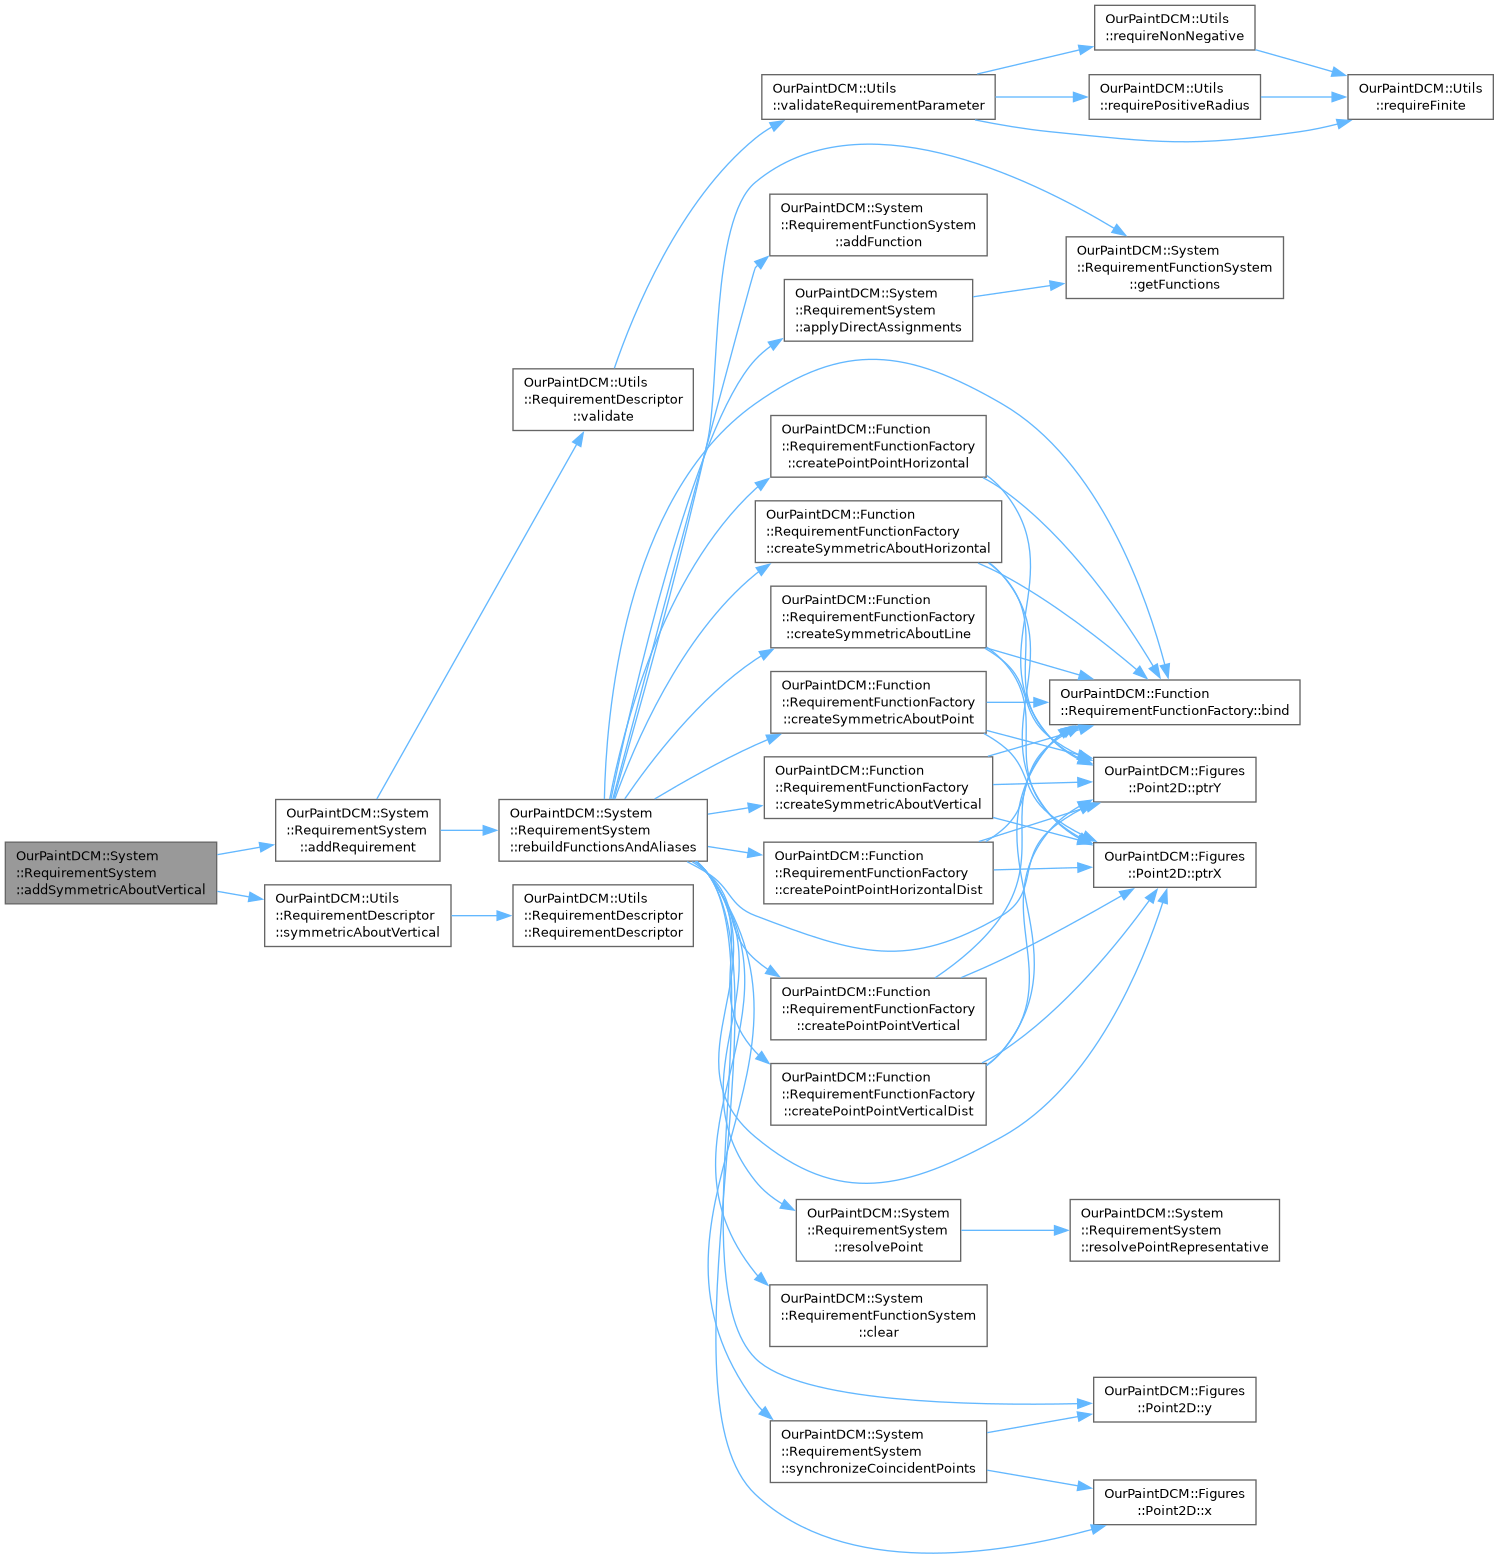 OurPaintDCM::Utils
::requireNonNegative
OurPaintDCM::Utils
::validateRequirementParameter
OurPaintDCM::Utils
::requirePositiveRadius
OurPaintDCM::Utils
::requireFinite
OurPaintDCM::System
::RequirementFunctionSystem
::addFunction
OurPaintDCM::System
::RequirementFunctionSystem
::getFunctions
OurPaintDCM::System
::RequirementSystem
::applyDirectAssignments
OurPaintDCM::Utils
::RequirementDescriptor
::validate
OurPaintDCM::Function
::RequirementFunctionFactory
::createPointPointHorizontal
OurPaintDCM::Function
::RequirementFunctionFactory
::createSymmetricAboutHorizontal
OurPaintDCM::Function
::RequirementFunctionFactory
::createSymmetricAboutLine
OurPaintDCM::Function
::RequirementFunctionFactory
::createSymmetricAboutPoint
OurPaintDCM::Function
::RequirementFunctionFactory::bind
OurPaintDCM::Function
::RequirementFunctionFactory
::createSymmetricAboutVertical
OurPaintDCM::Figures
::Point2D::ptrY
OurPaintDCM::System
::RequirementSystem
::addRequirement
OurPaintDCM::System
::RequirementSystem
::rebuildFunctionsAndAliases
OurPaintDCM::System
::RequirementSystem
::addSymmetricAboutVertical
OurPaintDCM::Function
::RequirementFunctionFactory
::createPointPointHorizontalDist
OurPaintDCM::Figures
::Point2D::ptrX
OurPaintDCM::Utils
::RequirementDescriptor
::symmetricAboutVertical
OurPaintDCM::Utils
::RequirementDescriptor
::RequirementDescriptor
OurPaintDCM::Function
::RequirementFunctionFactory
::createPointPointVertical
OurPaintDCM::Function
::RequirementFunctionFactory
::createPointPointVerticalDist
OurPaintDCM::System
::RequirementSystem
::resolvePoint
OurPaintDCM::System
::RequirementSystem
::resolvePointRepresentative
OurPaintDCM::System
::RequirementFunctionSystem
::clear
OurPaintDCM::Figures
::Point2D::y
OurPaintDCM::System
::RequirementSystem
::synchronizeCoincidentPoints
OurPaintDCM::Figures
::Point2D::x